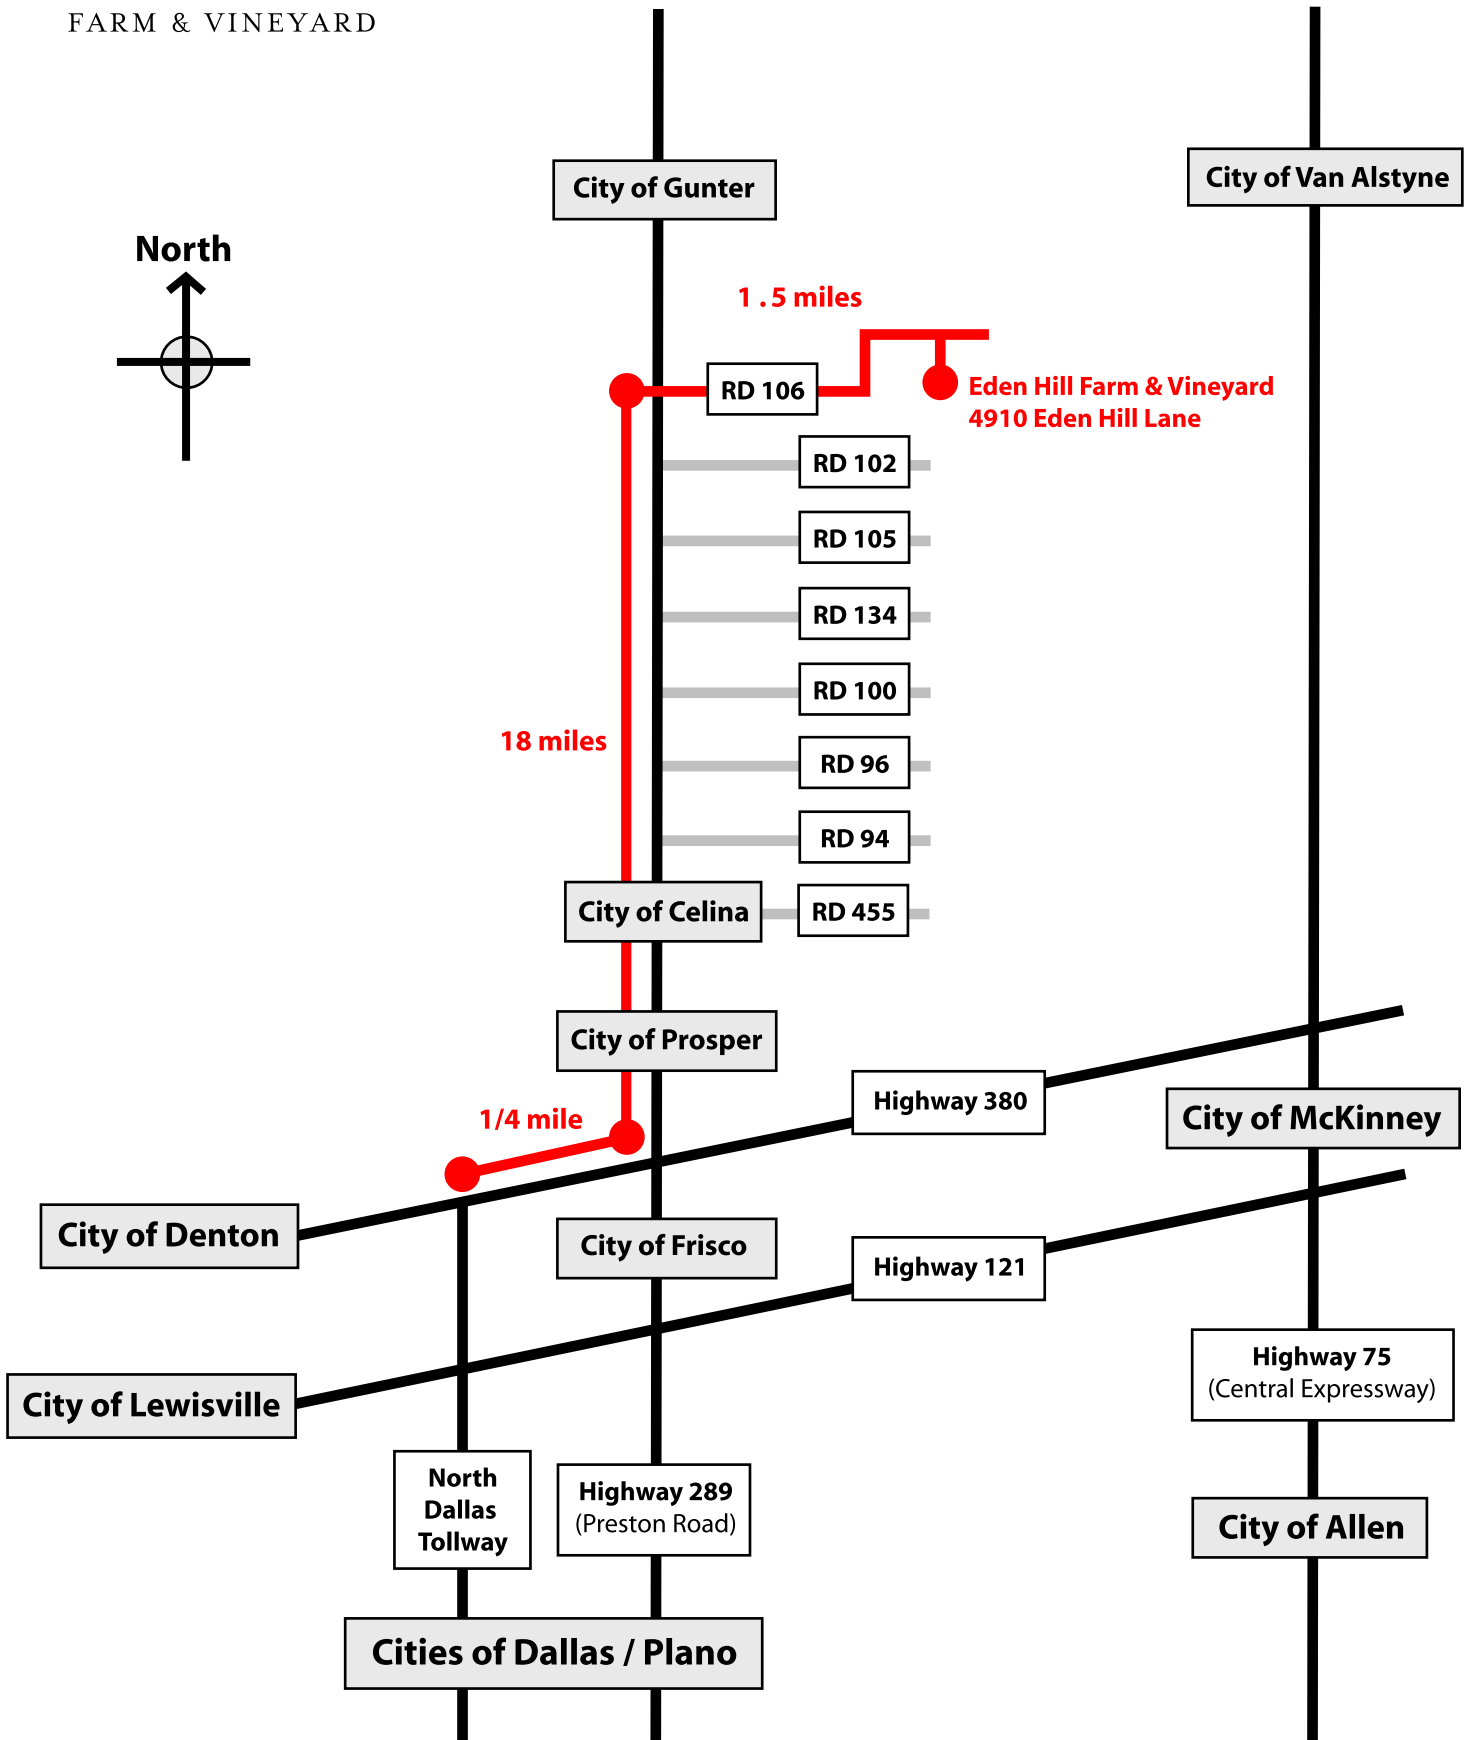 FARM & VINEYARD
City of Gunter
City of Van Alstyne
North
1 . 5 miles
RD 106
Eden Hill Farm & Vineyard
4910 Eden Hill Lane
RD 102
RD 105
RD 134
RD 100
18 miles
RD 96
RD 94
City of Celina
RD 455
City of Prosper
Highway 380
1/4 mile
City of McKinney
City of Denton
City of Frisco
Highway 121
Highway 75
(Central Expressway)
City of Lewisville
North
Dallas
Tollway
Highway 289
(Preston Road)
City of Allen
Cities of Dallas / Plano